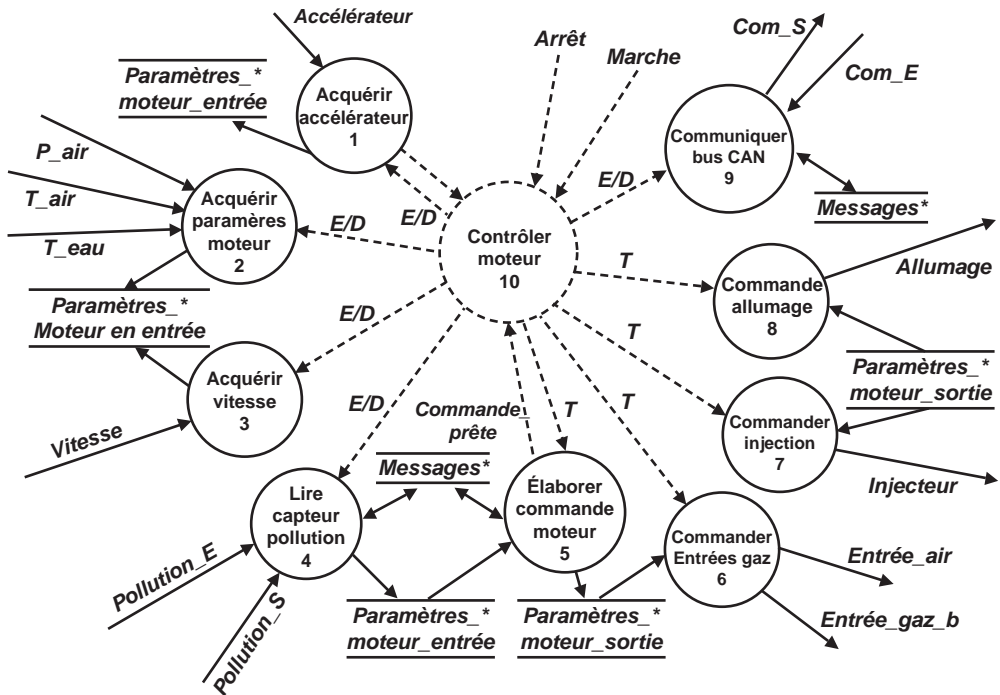 Accélérateur
Paramètres_*
moteur_entrée
Acquérir
accélérateur
1
Arrêt
Marche
Com_S
Com_E
Communiquer
bus CAN
9
Messages*
P_air
T_air
T_eau
Acquérir
paramères
moteur
2
E/D
E/D
E/D
Contrôler
moteur
10
T
Commande
allumage
8
Allumage
Paramètres_*
Moteur en entrée
E/D
Acquérir
vitesse
3
Vitesse
E/D
Commande_
prête
T
T
T
Paramètres_*
moteur_sortie
Commander
injection
7
Injecteur
Messages*
Lire
capteur
pollution
4
Élaborer
commande
moteur
5
Commander
Entrées gaz
6
Entrée_air
Entrée_gaz_b
Pollution_E
Pollution_S
Paramètres_*
moteur_entrée
Paramètres_*
moteur_sortie